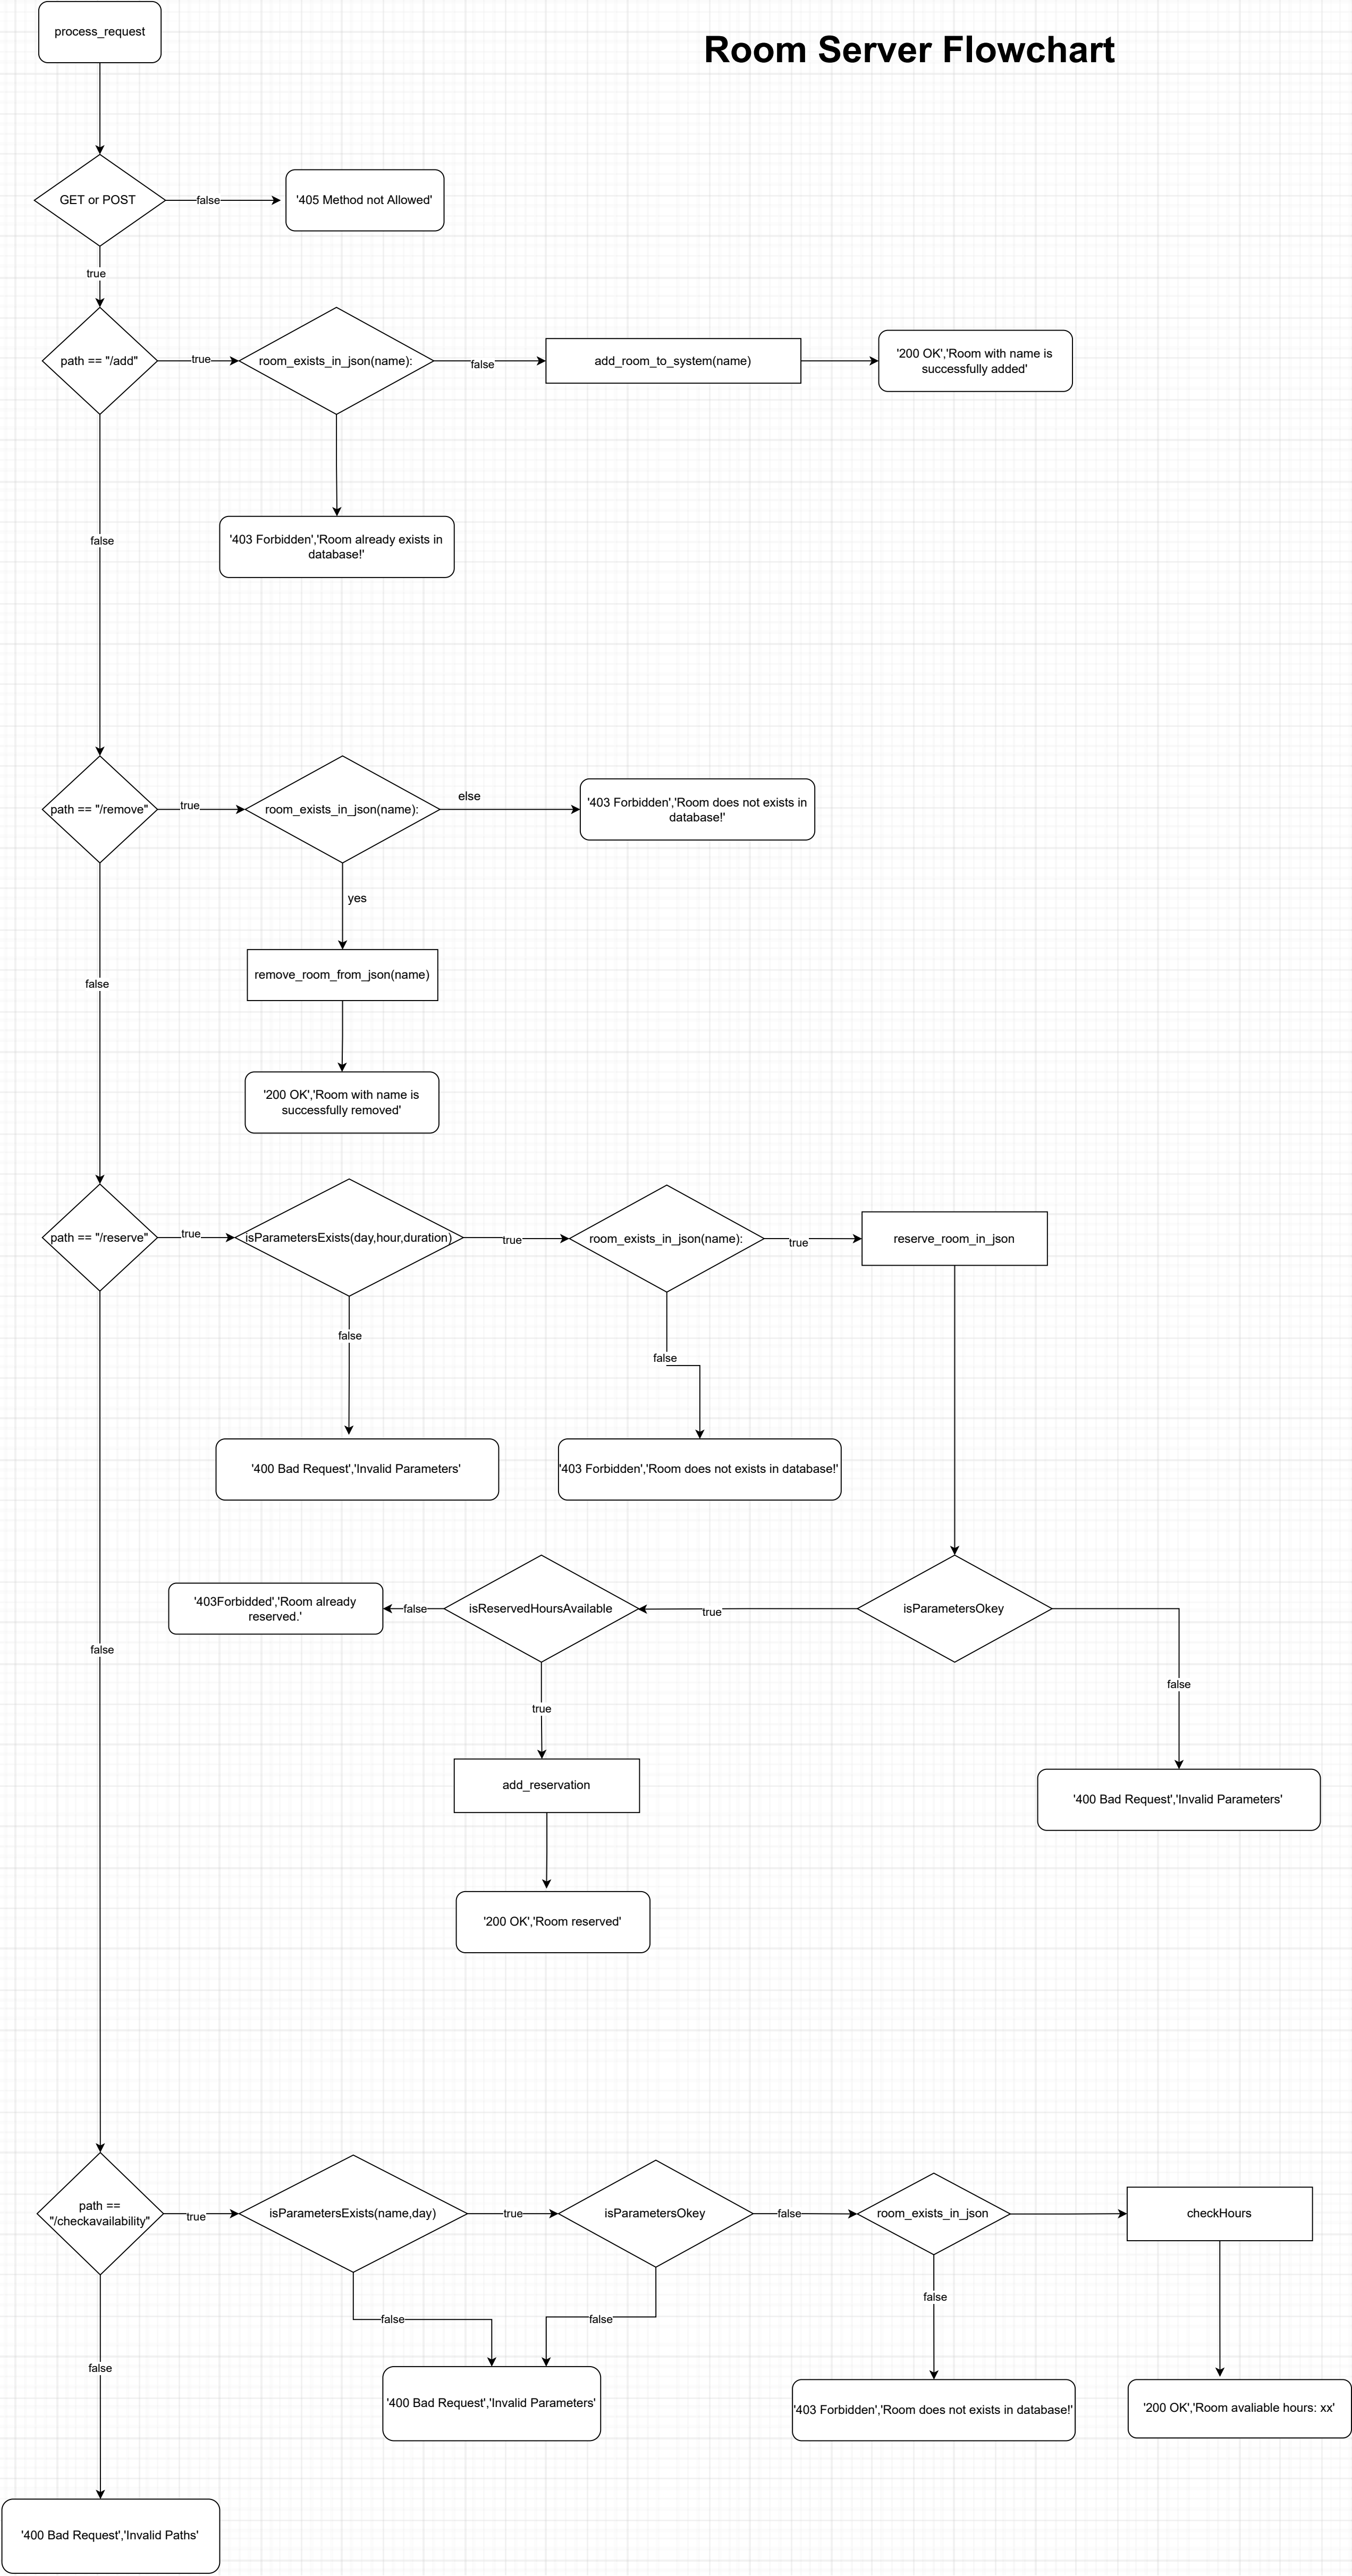 process_request
Room Server Flowchart
GET or POST
false
'405 Method not Allowed'
true
path == "/add"
true
room_exists_in_json(name):
false
add_room_to_system(name)
'200 OK','Room with name is
successfully added'
false
'403 Forbidden','Room already exists in
database!'
path == "/remove"
true
room_exists_in_json(name):
else
'403 Forbidden','Room does not exists in
database!'
yes
false
remove_room_from_json(name)
'200 OK','Room with name is
successfully removed'
path == "/reserve"
true
isParametersExists(day,hour,duration)
true
room_exists_in_json(name):
true
reserve_room_in_json
false
false
'400 Bad Request','Invalid Parameters'
'403 Forbidden','Room does not exists in database!'
'403Forbidded','Room already
reserved.'
false
isReservedHoursAvailable
true
isParametersOkey
false
false
true
add_reservation
'400 Bad Request','Invalid Parameters'
'200 OK','Room reserved'
path ==
"/checkavailability"
true
isParametersExists(name,day)
true
isParametersOkey
false
room_exists_in_json
checkHours
false
false
false
false
'400 Bad Request','Invalid Parameters'
'403 Forbidden','Room does not exists in database!'
'200 OK','Room avaliable hours: xx'
'400 Bad Request','Invalid Paths'